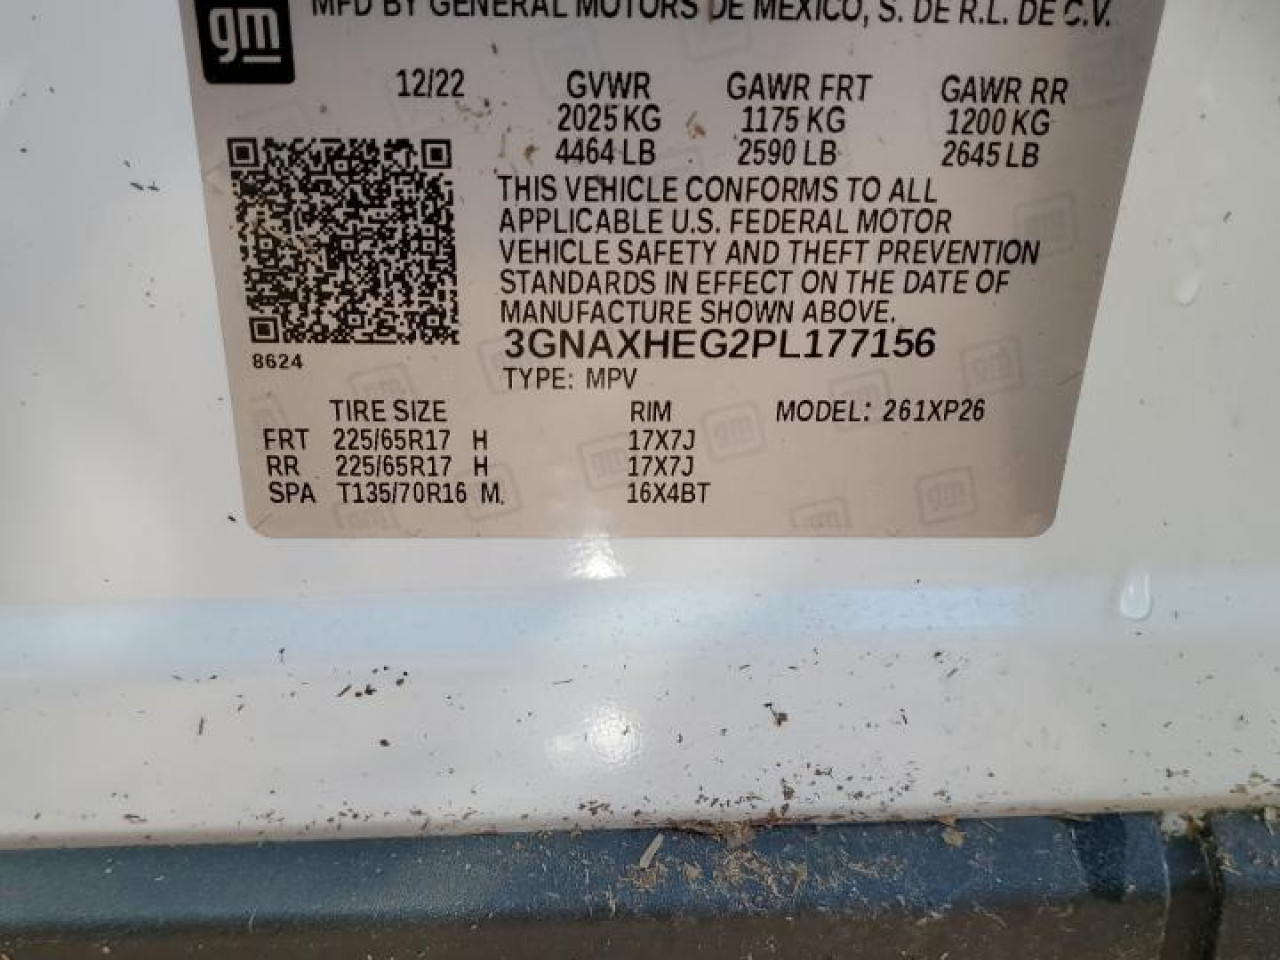 gm
MFD BY GENERAL MOTORS DE MEXICO, S. DE R.L. DE C.V.
12/22 GVWR GAWR FRT GAWR RR
2025 KG 1175 KG 1200 KG
4464 LB 2590 LB 2645 LB
THIS VEHICLE CONFORMS TO ALL
APPLICABLE U.S. FEDERAL MOTOR
VEHICLE SAFETY AND THEFT PREVENTION
STANDARDS IN EFFECT ON THE DATE OF
MANUFACTURE SHOWN ABOVE.
3GNAXHEG2PL177156
8624
TYPE: MPV
TIRE SIZE RIM MODEL: 261XP26
FRT 225/65R17 H 17X7J
RR 225/65R17 H 17X7J
SPA T135/70R16 M 16X4BT